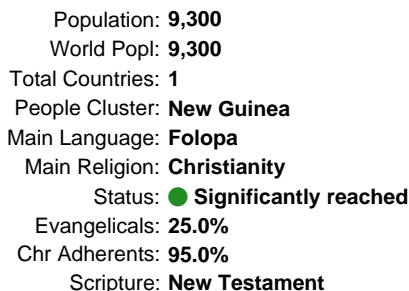 Population: 9,300
World Popl: 9,300
Total Countries: 1
People Cluster: New Guinea
Main Language: Folopa
Main Religion: Christianity
Status: Significantly reached
Evangelicals: 25.0%
Chr Adherents: 95.0%
Scripture: New Testament